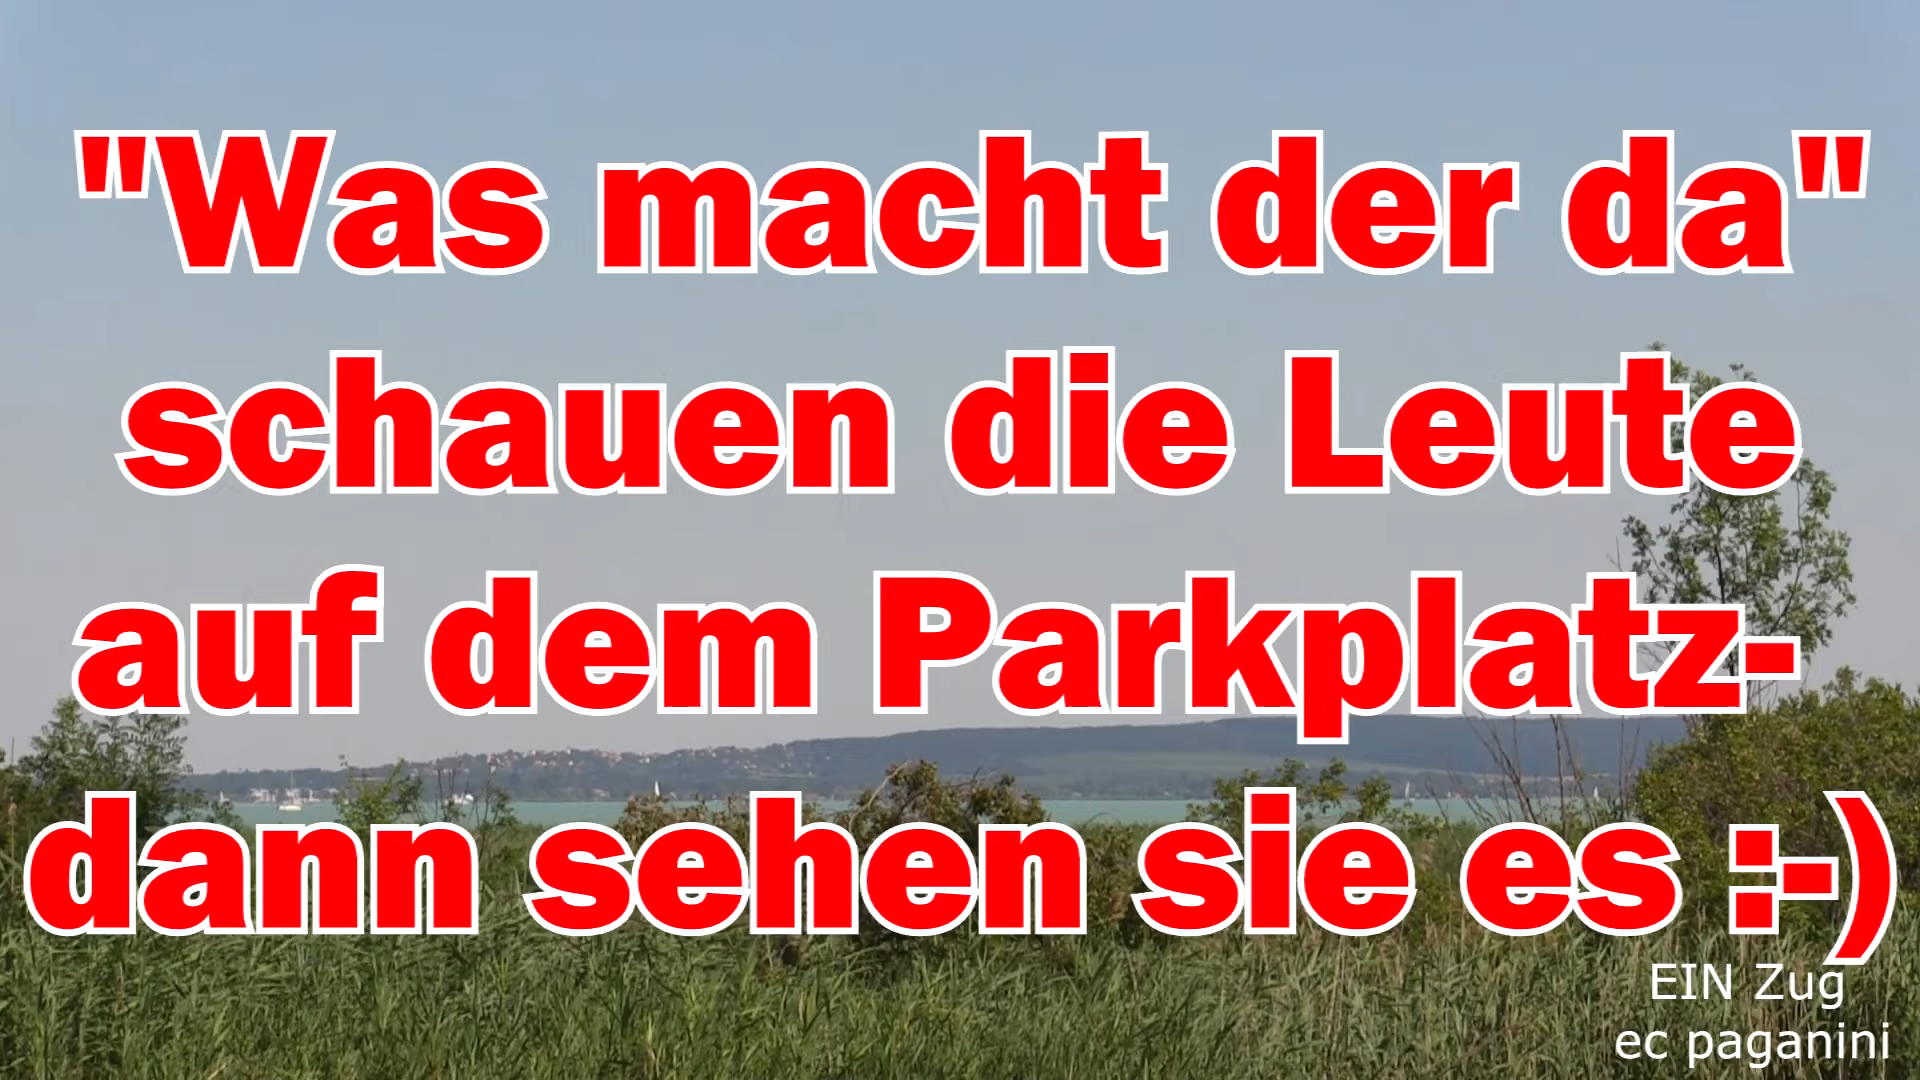 "Was macht der da"
schauen die Leute
auf dem Parkplatz-
dann sehen sie es :-)
EIN Zug
ec paganini